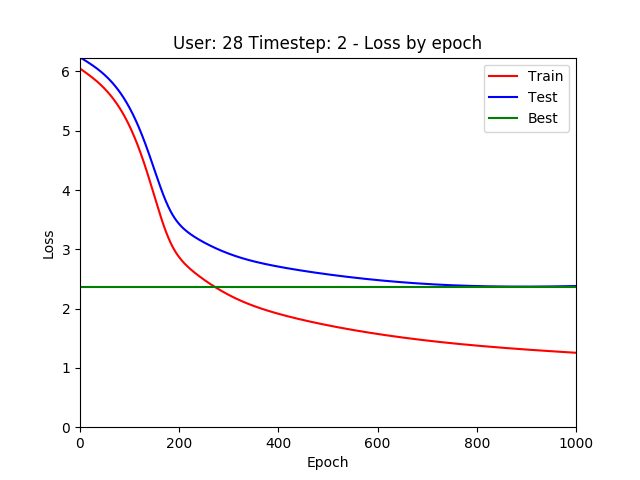 User: 28 Timestep: 2 - Loss by epoch
Train
Test
Best
Loss
6
5
4
3
2
1
0
0 200 400 600 800 1000
Epoch